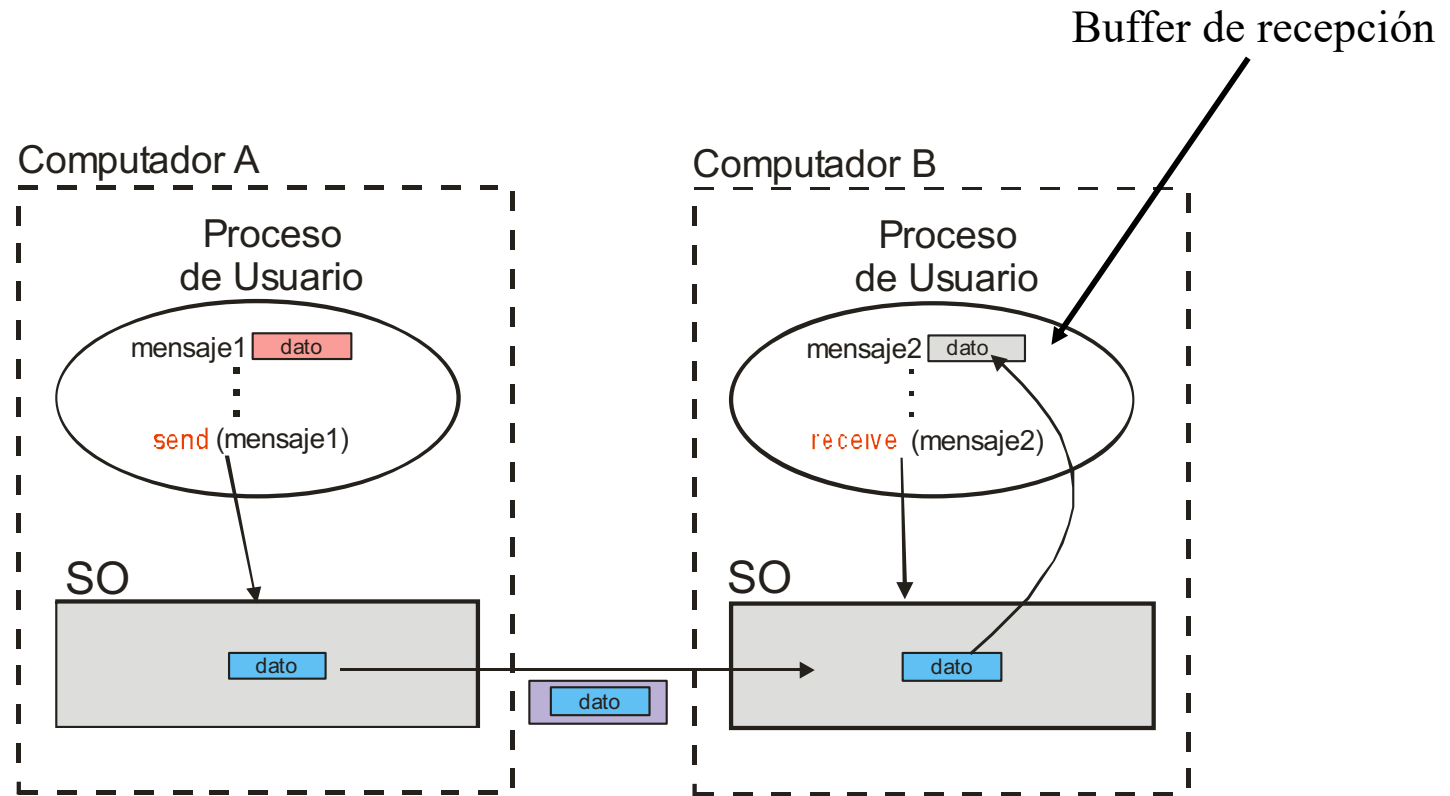 Buffer de recepción
Computador A
Proceso
de Usuario
mensaje1 dato
send (mensaje1)
SO
dato
dato
Computador B
Proceso
de Usuario
mensaje2 dato
receive (mensaje2)
SO
dato